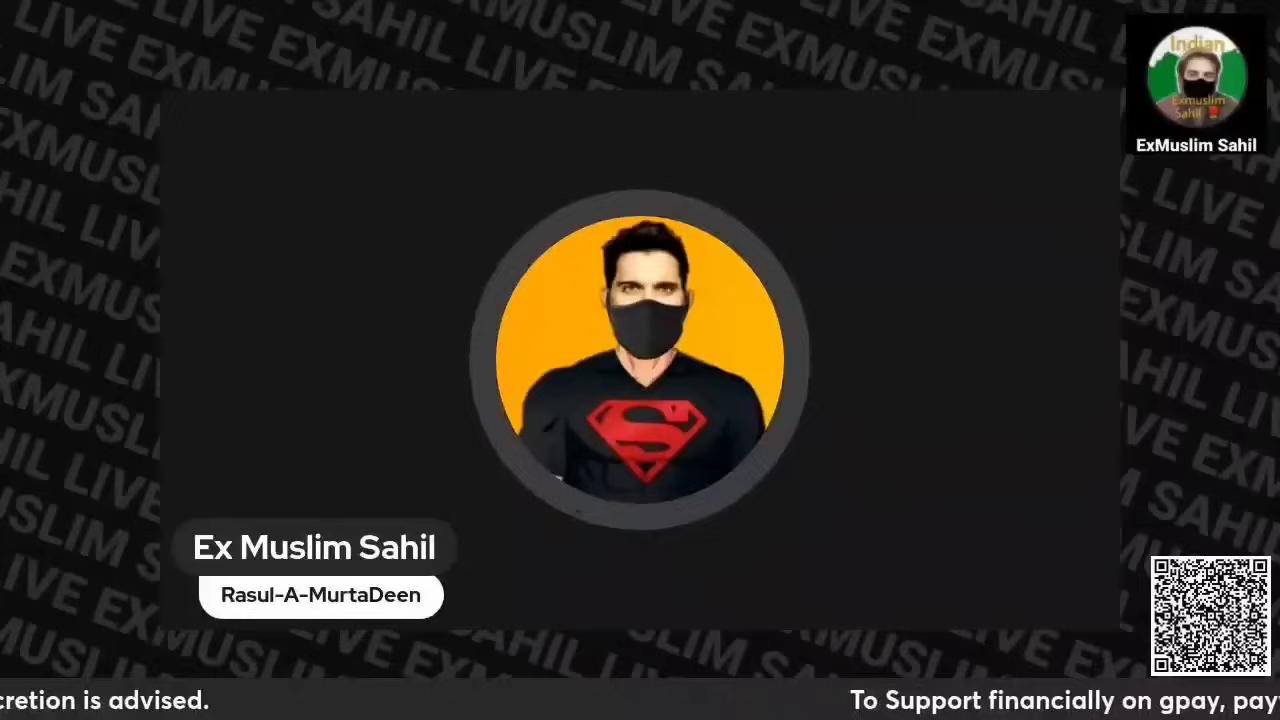 Indian
Exmuslim
Sahil
ExMuslim Sahil
Ex Muslim Sahil
Rasul-A-MurtaDeen
cretion is advised.
To Support financially on gpay, pay